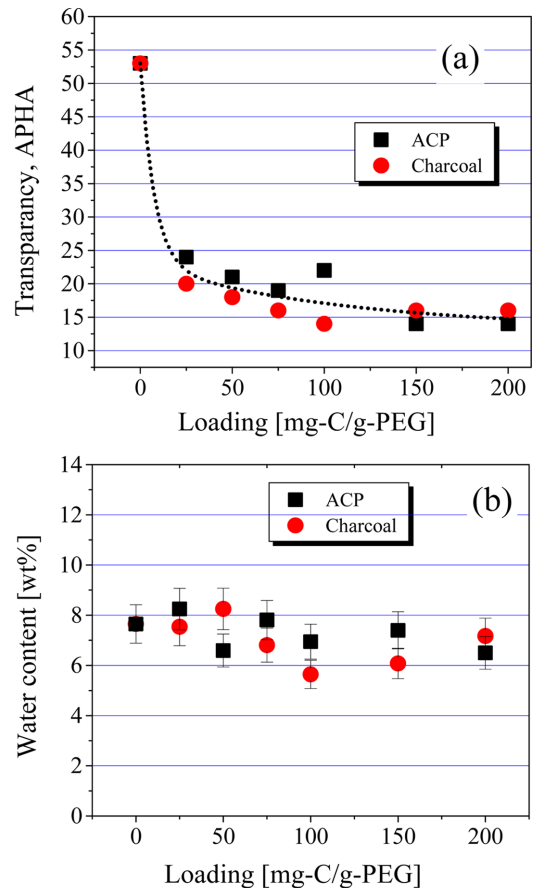 60
55
50
45
40
35
30
25
20
15
10
Transparancy, APHA
(a)
ACP
Charcoal
0
50
100
150
200
Loading [mg-C/g-PEG]
14
12
10
8
6
4
2
0
Water content [wt%]
(b)
ACP
Charcoal
0
50
100
150
200
Loading [mg-C/g-PEG]